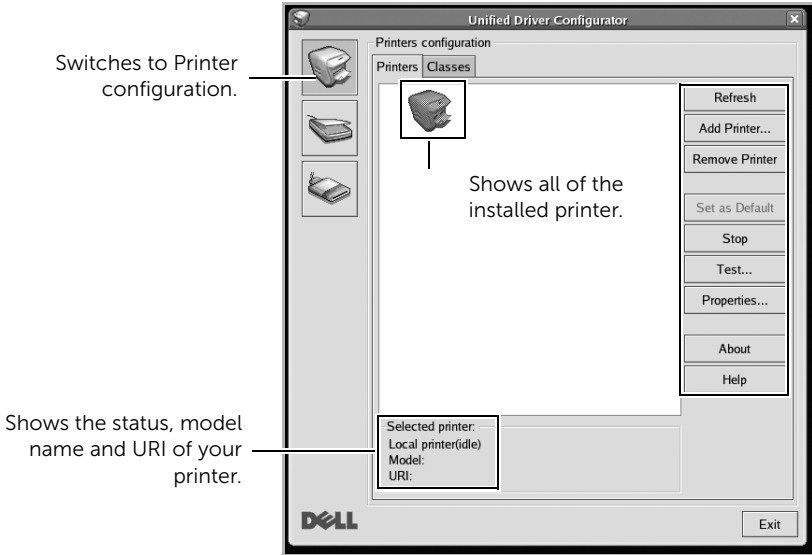 Unified Driver Configurator
Switches to Printer
configuration.
Printers configuration
Printers
Classes
Refresh
Add Printer...
Remove Printer
Set as Default
Stop
Test...
Properties...
About
Help
Shows all of the
installed printer.
Shows the status, model
name and URI of your
printer.
Selected printer:
Local printer(idle)
Model:
URI:
DELL
Exit